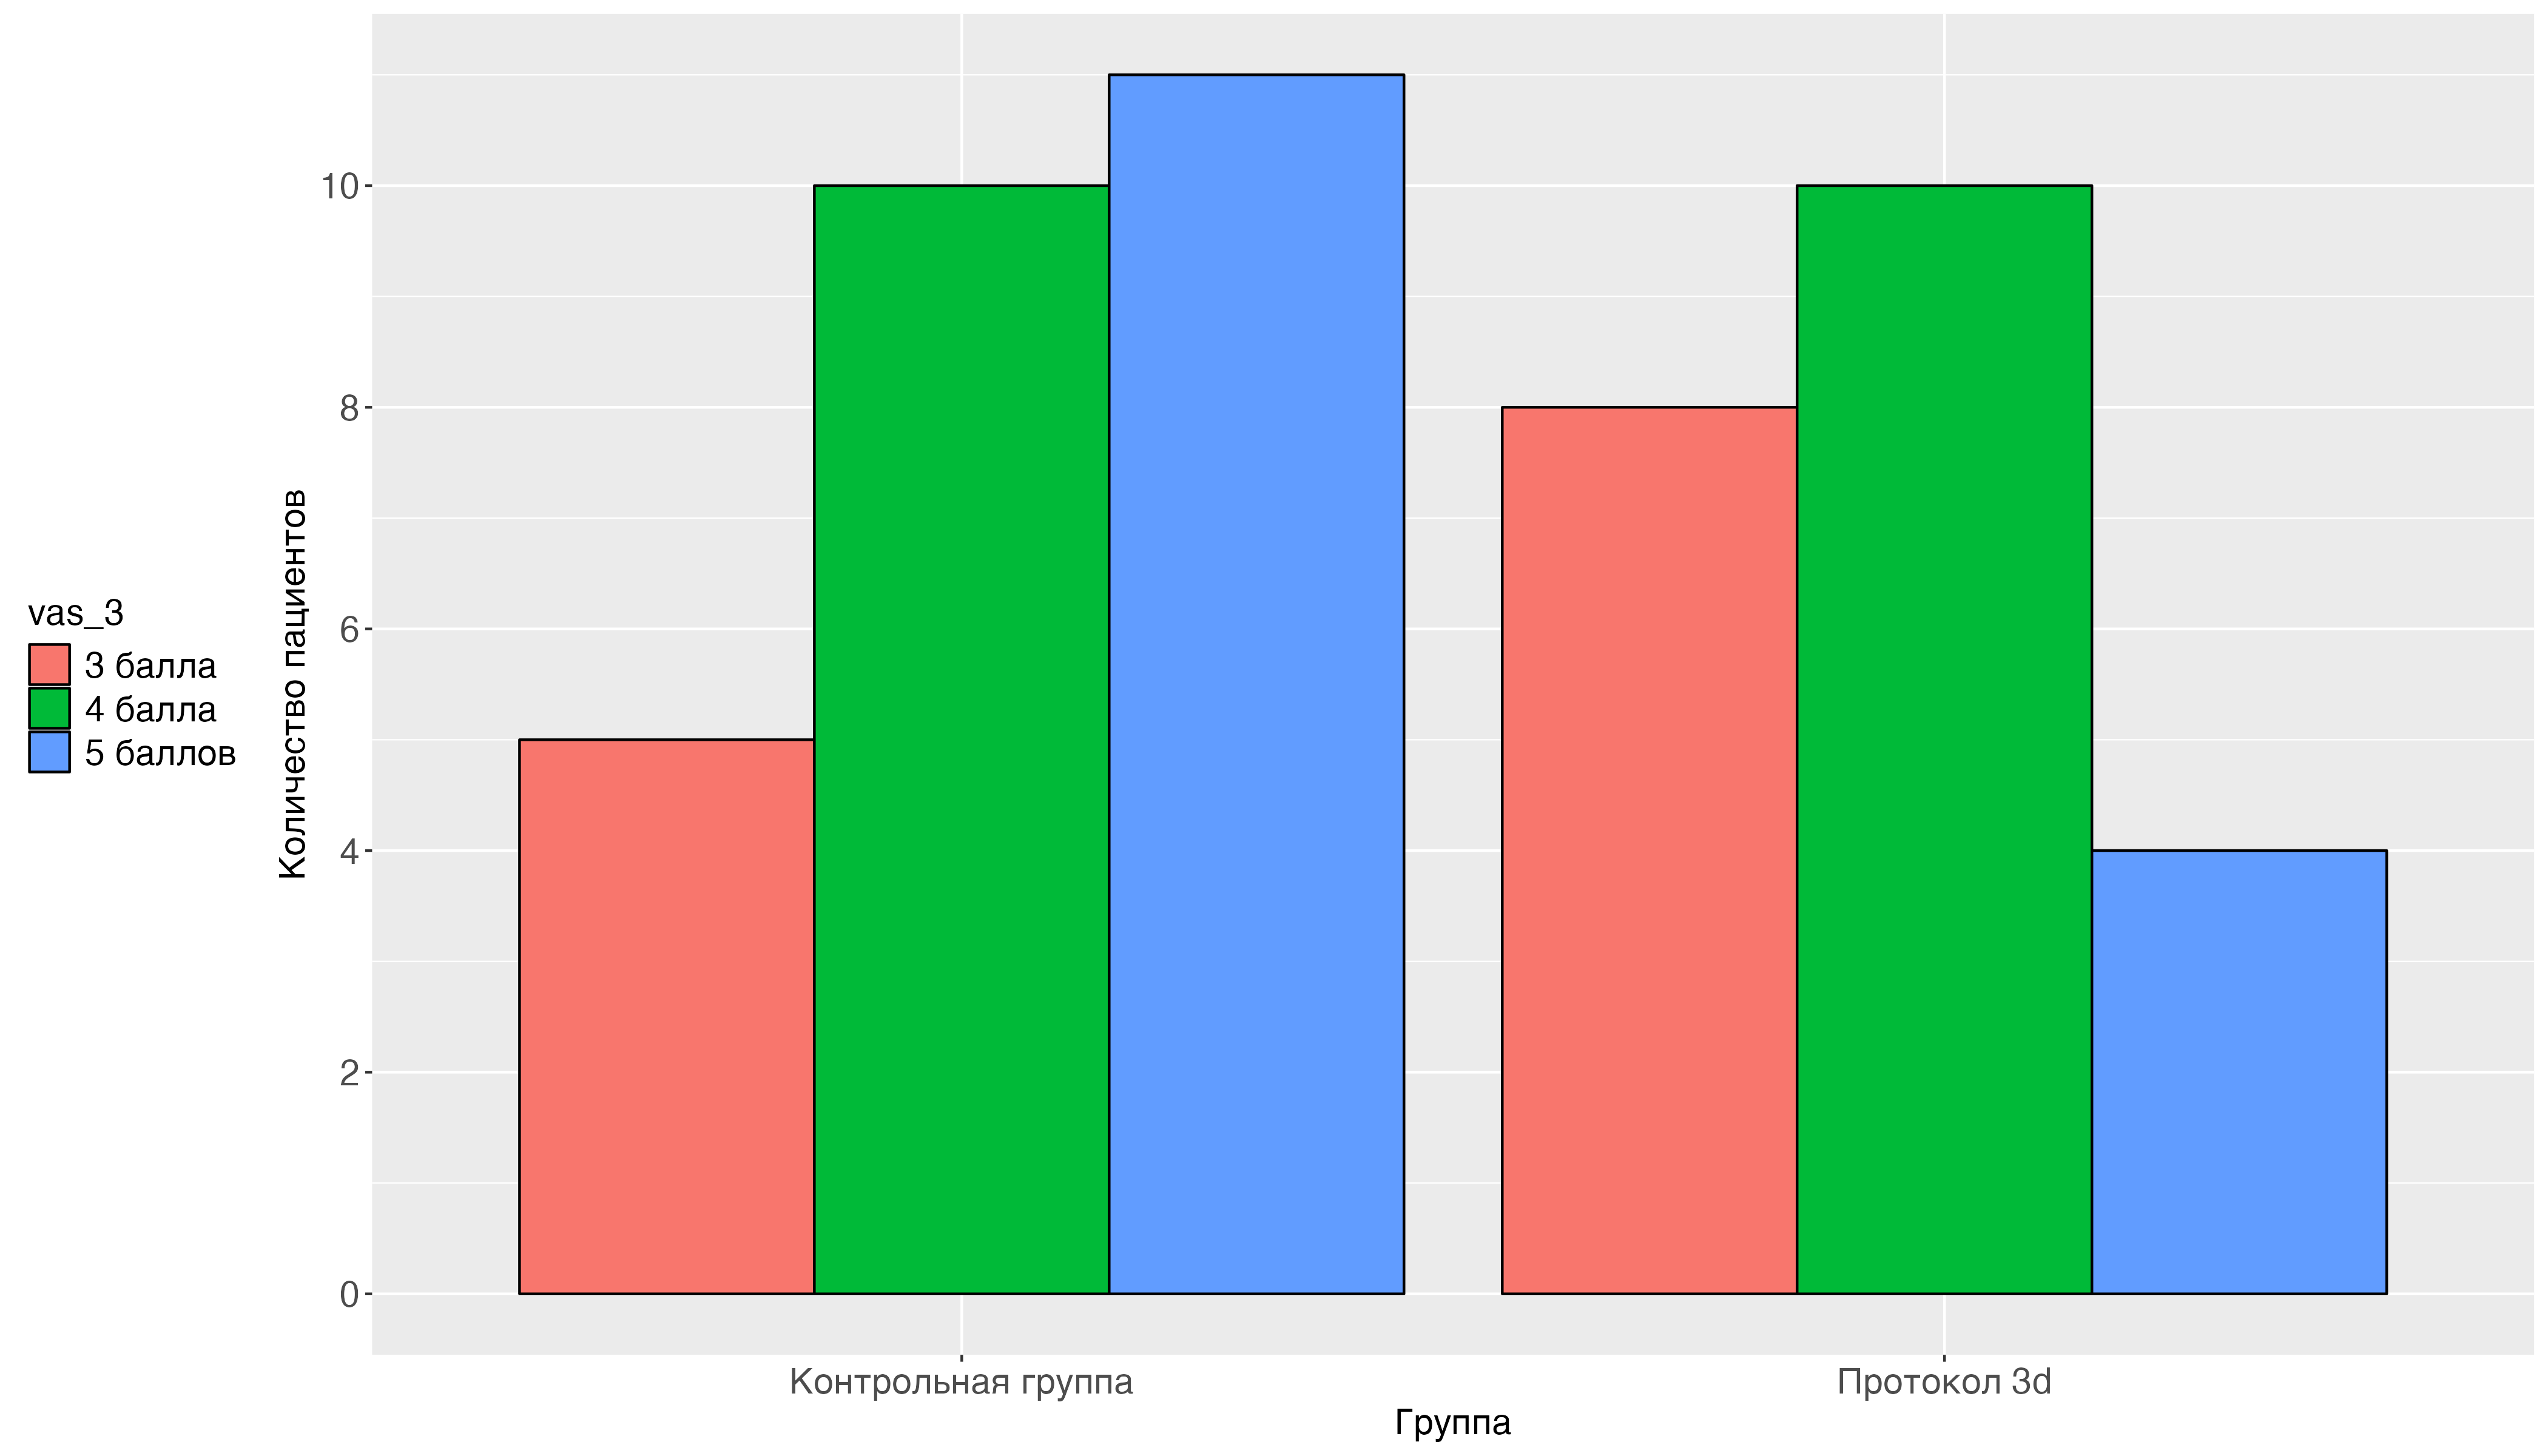 vas_3
3 балла
4 балла
5 баллов
Количество пациентов
10
8
6
4
2
0
Контрольная группа
Протокол 3d
Группа